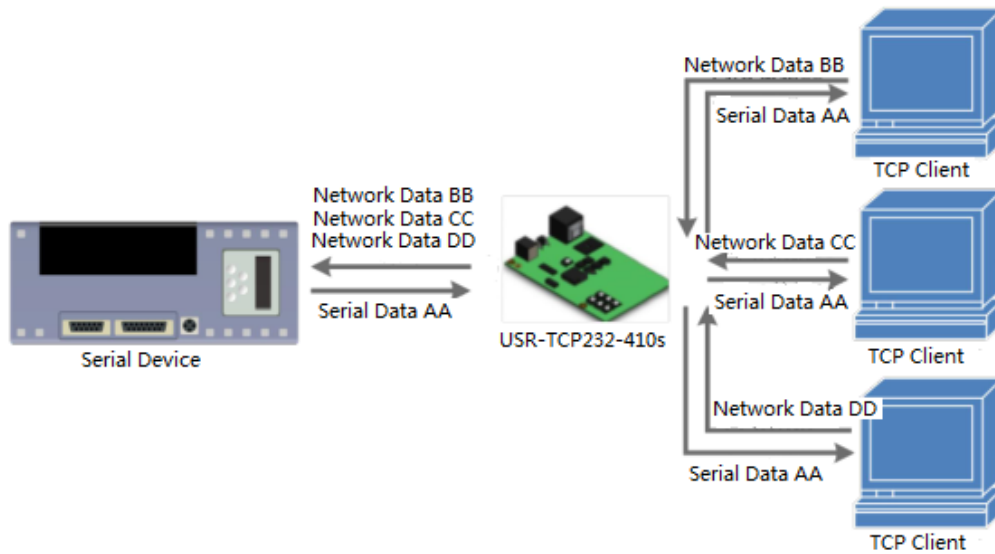 Network Data BB
Serial Data AA
TCP Client
Network Data BB
Network Data CC
Network Data DD
Serial Data AA
Serial Device
USR-TCP232-410s
Network Data CC
Serial Data AA
TCP Client
Network Data DD
Serial Data AA
TCP Client